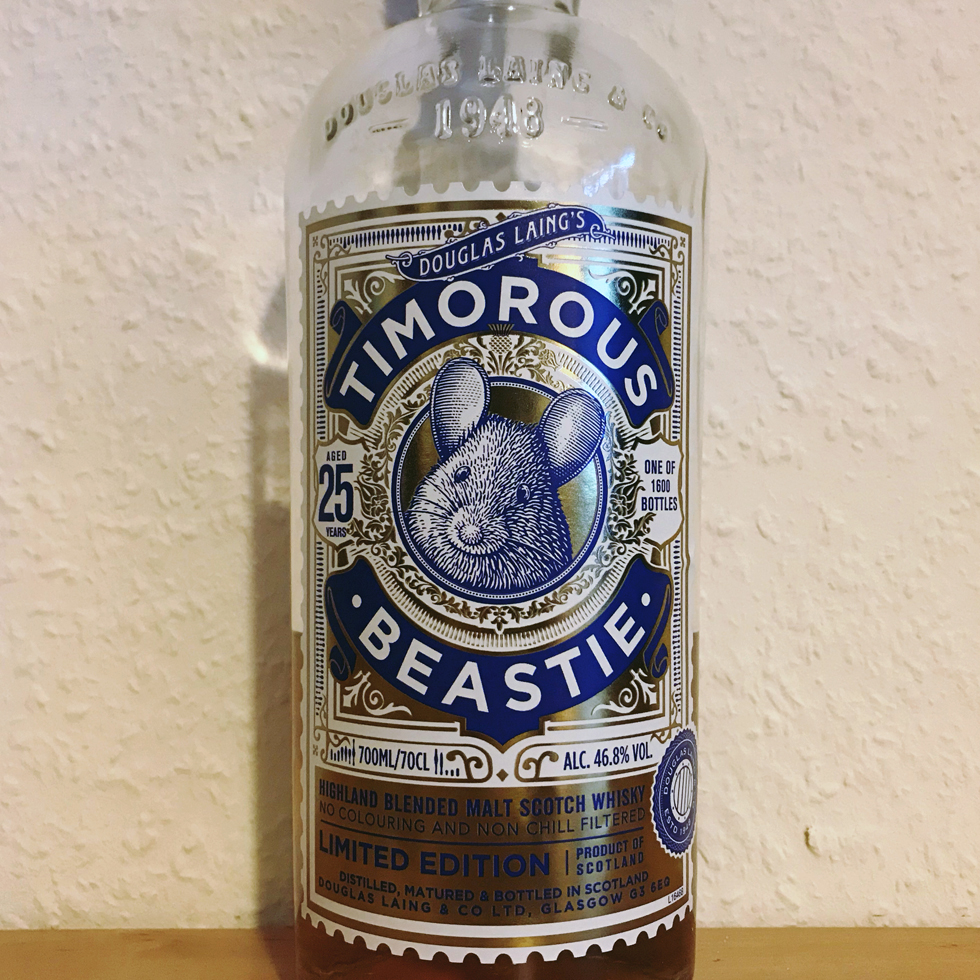 DOUGLAS LAING & CO
1948
DOUGLAS LAING'S
TIMOROUS
AGED
25
YEARS
ONE OF
1600
BOTTLES
BEASTIE
700ML/70CL
ALC. 46.8% VOL.
HIGHLAND BLENDED MALT SCOTCH WHISKY
NO COLOURING AND NON CHILL FILTERED
LIMITED EDITION
PRODUCT OF
SCOTLAND
DISTILLED, MATURED & BOTTLED IN SCOTLAND
DOUGLAS LAING & CO LTD, GLASGOW G3 6EQ
DOUGLAS
ESTD